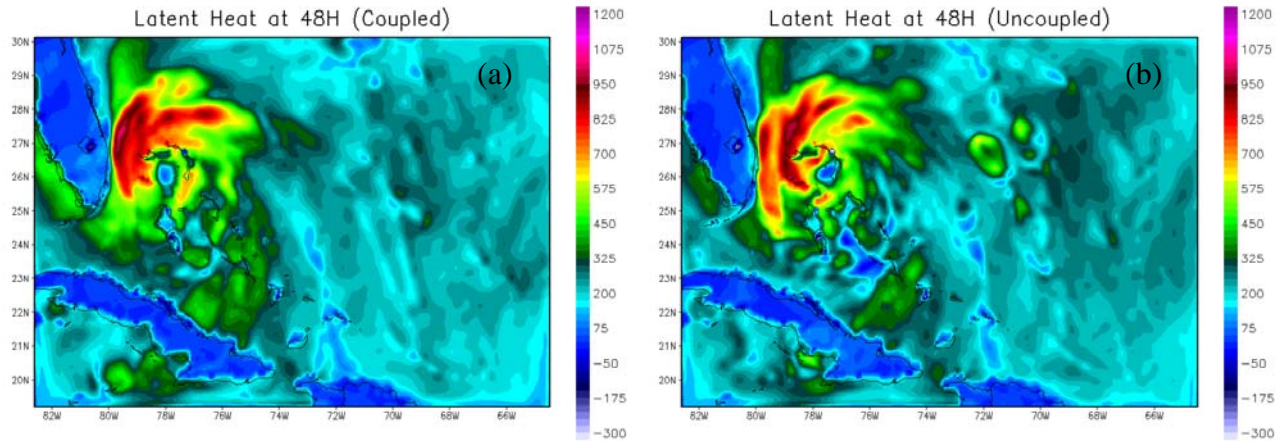 Latent Heat at 48H (Coupled)
(a)
30N
29N
28N
27N
26N
25N
24N
23N
22N
21N
20N
82W 80W 78W 76W 74W 72W 70W 68W 66W
1200
1075
950
825
700
575
450
325
200
75
-50
-175
-300
Latent Heat at 48H (Uncoupled)
(b)
30N
29N
28N
27N
26N
25N
24N
23N
22N
21N
20N
82W 80W 78W 76W 74W 72W 70W 68W 66W
1200
1075
950
825
700
575
450
325
200
75
-50
-175
-300